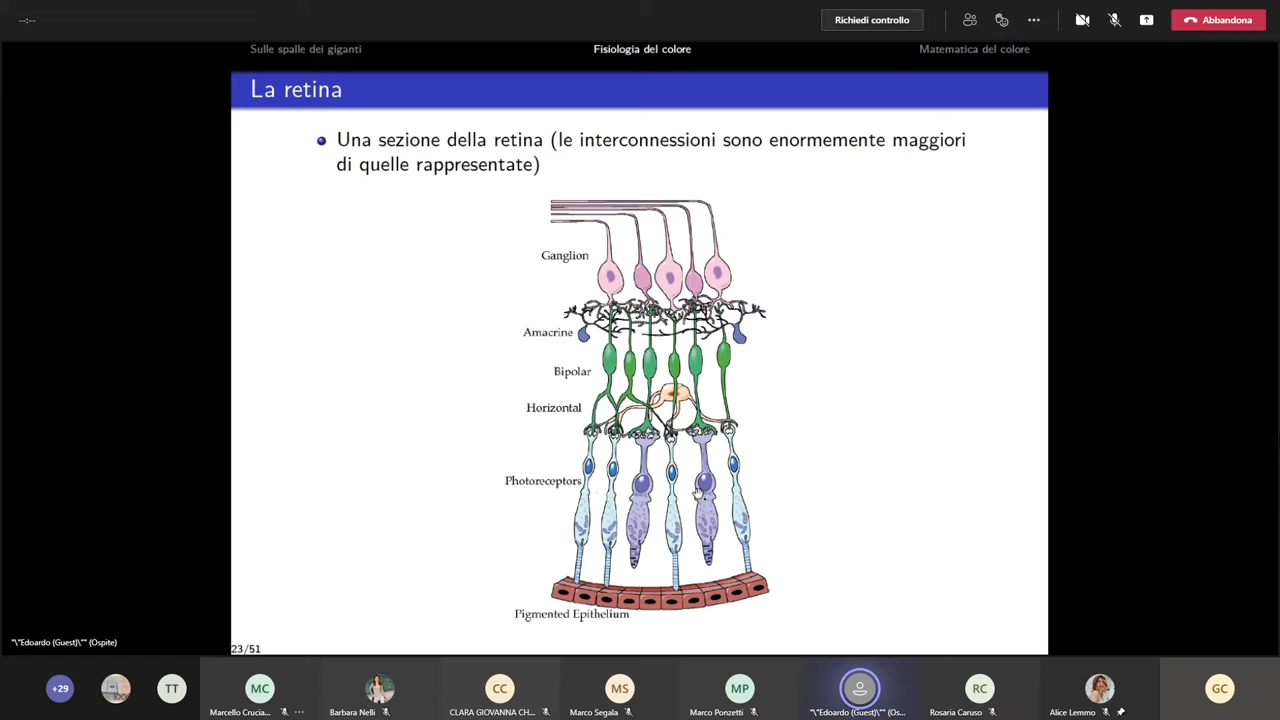 Richiedi controllo
Abbandona
Sulle spalle dei giganti
Fisiologia del colore
Matematica del colore
La retina
Una sezione della retina (le interconnessioni sono enormemente maggiori
di quelle rappresentate)
Ganglion
Amacrine
Bipolar
Horizontal
Photoreceptors
Pigmented Epithelium
"\"Edoardo (Guest)\"" (Ospite)
23/51
+29
TT
MC
CC
MS
MP
RC
GC
Marcello Crucia...
Barbara Nelli
CLARA GIOVANNA CH...
Marco Segala
Marco Ponzetti
"\"Edoardo (Guest)\"" (Os...
Rosaria Caruso
Alice Lemmo